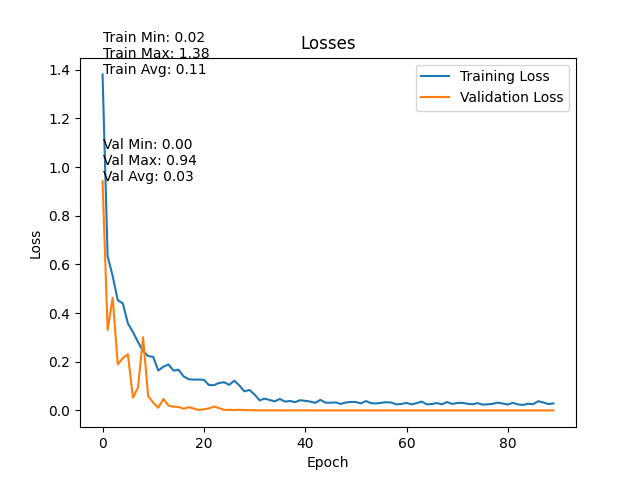 Losses
Train Min: 0.02
Train Max: 1.38
Train Avg: 0.11
Val Min: 0.00
Val Max: 0.94
Val Avg: 0.03
Training Loss
Validation Loss
Loss
1.4
1.2
1.0
0.8
0.6
0.4
0.2
0.0
0
20
40
60
80
Epoch